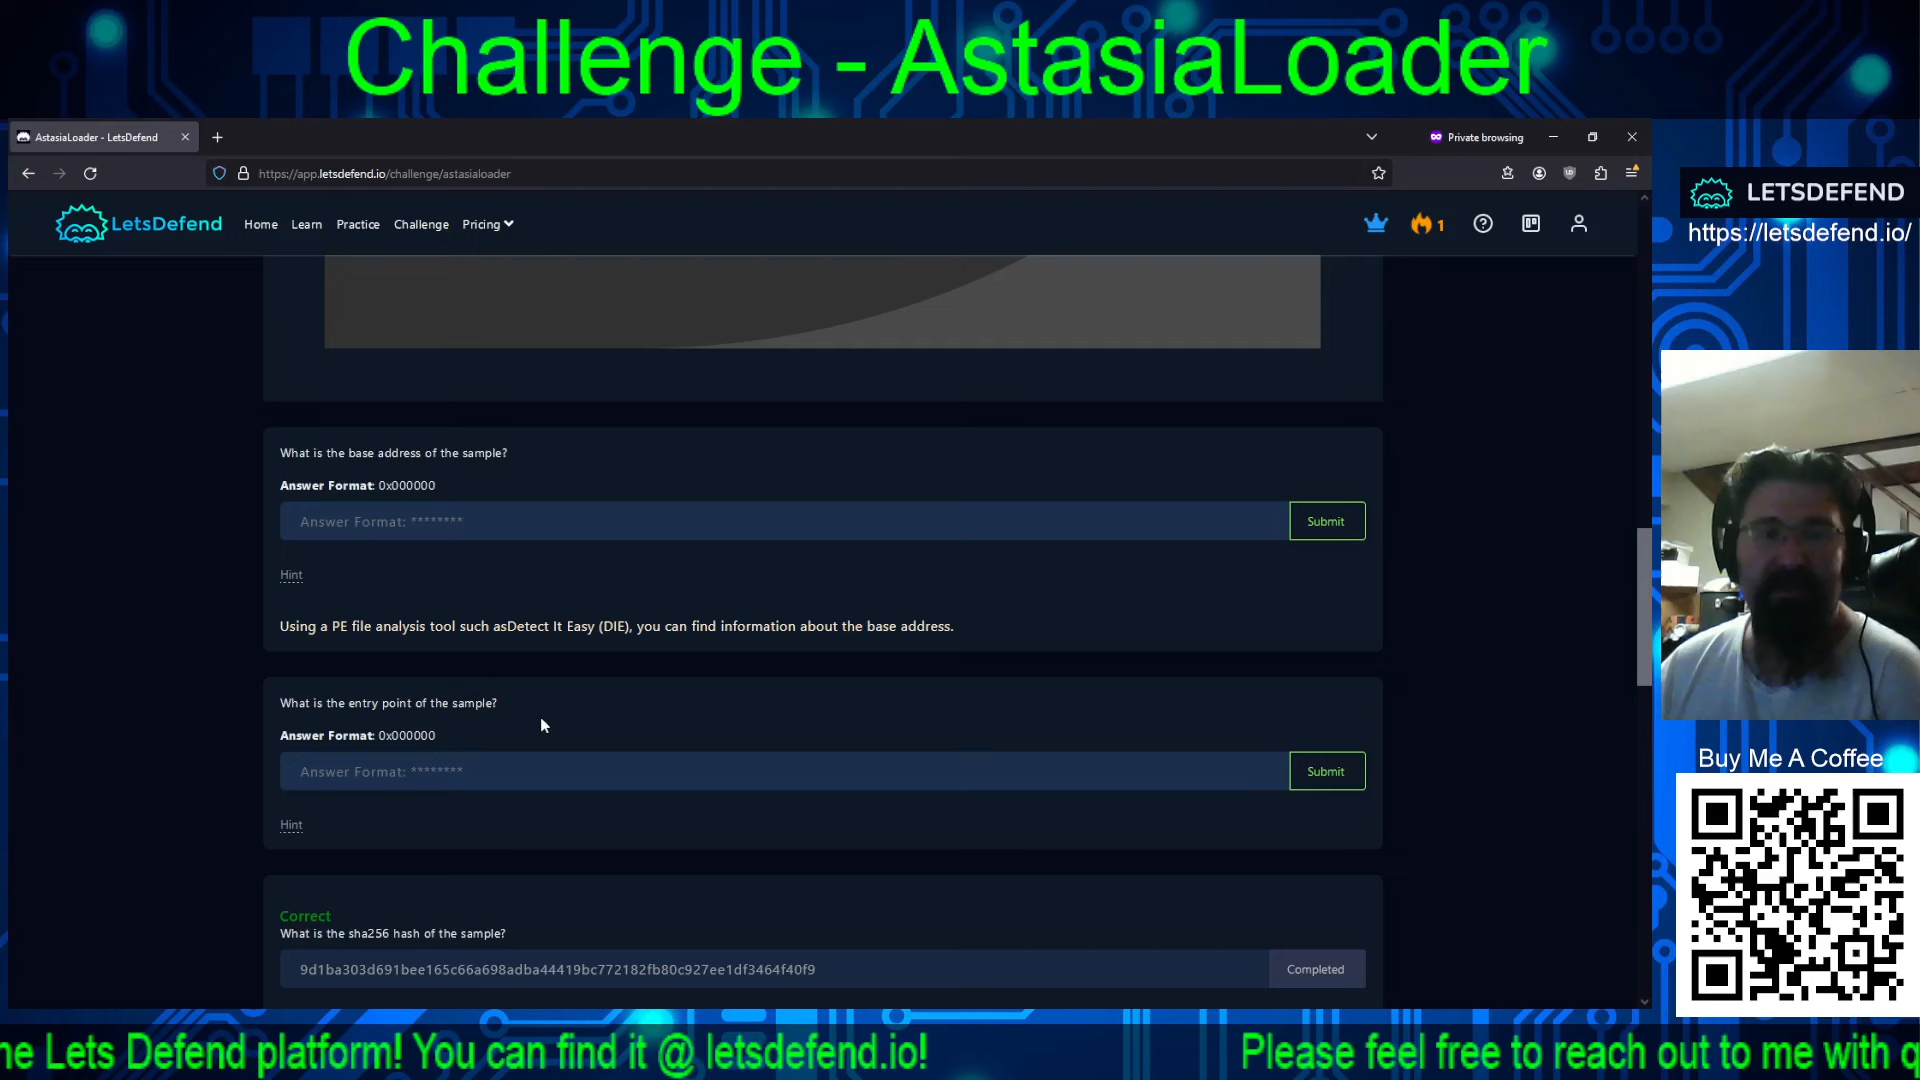 Challenge - AstasiaLoader
AstasiaLoader - LetsDefend
Private browsing
https://app.letsdefend.io/challenge/astasialoader
LetsDefend
Home
Learn
Practice
Challenge
Pricing
1
LETSDEFEND
https://letsdefend.io/
What is the base address of the sample?
Answer Format: 0x000000
Answer Format: ********
Submit
Hint
Using a PE file analysis tool such asDetect It Easy (DIE), you can find information about the base address.
What is the entry point of the sample?
Answer Format: 0x000000
Answer Format: ********
Submit
Hint
Correct
What is the sha256 hash of the sample?
9d1ba303d691bee165c66a698adba44419bc772182fb80c927ee1df3464f40f9
Completed
Buy Me A Coffee
he Lets Defend platform! You can find it @ letsdefend.io!
Please feel free to reach out to me with q